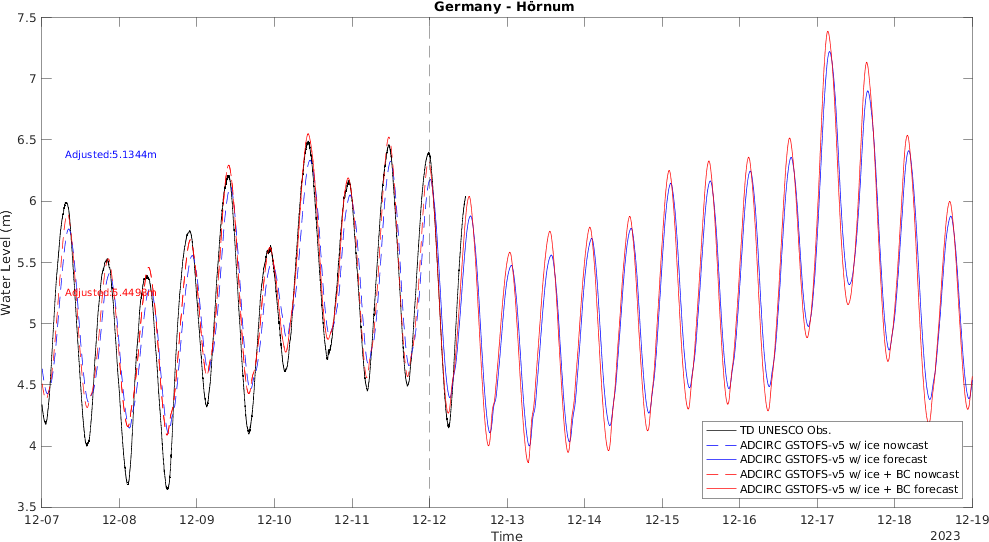 Germany - Hörnum
7.5
7
6.5
6
5.5
5
4.5
4
3.5
Water Level (m)
Adjusted:5.1344m
12-07
12-08
12-09
12-10
12-11
12-12
12-13
12-14
12-15
12-16
12-17
12-18
12-19
Time
2023
TD UNESCO Obs.
ADCIRC GSTOFS-v5 w/ ice nowcast
ADCIRC GSTOFS-v5 w/ ice forecast
ADCIRC GSTOFS-v5 w/ ice + BC nowcast
ADCIRC GSTOFS-v5 w/ ice + BC forecast